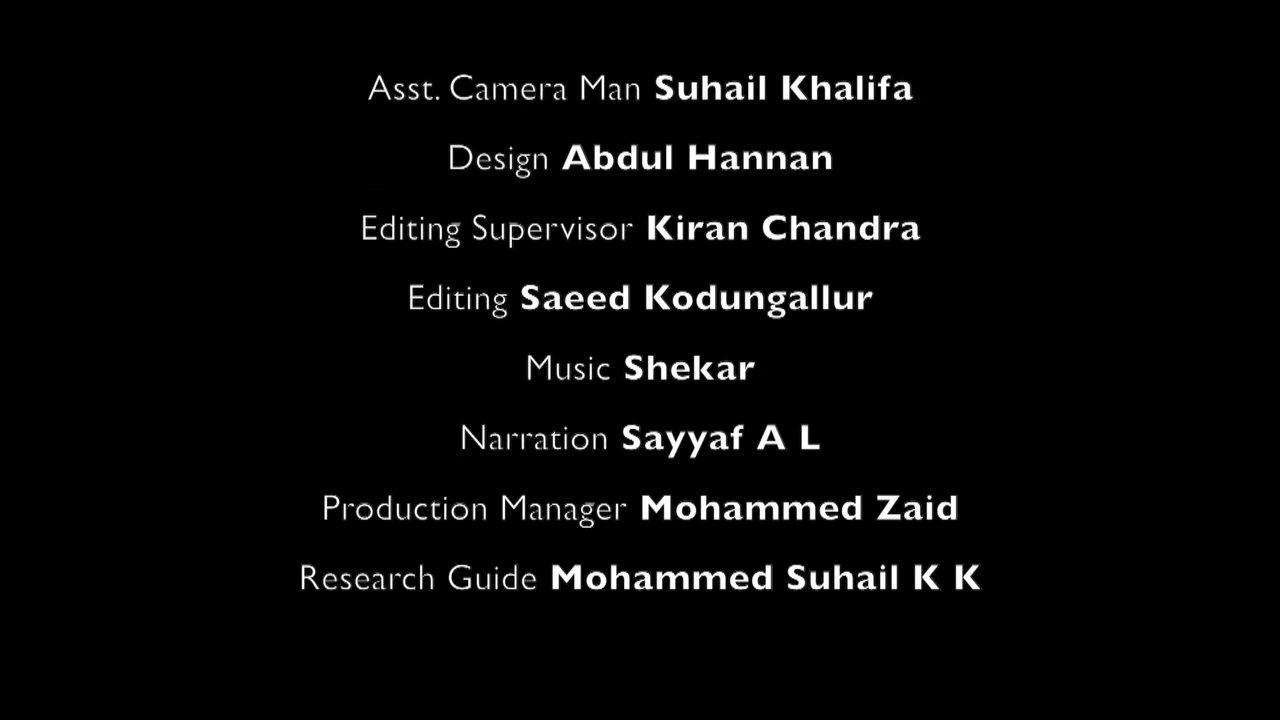 Asst. Camera Man Suhail Khalifa
Design Abdul Hannan
Editing Supervisor Kiran Chandra
Editing Saeed Kodungallur
Music Shekar
Narration Sayyaf A L
Production Manager Mohammed Zaid
Research Guide Mohammed Suhail K K